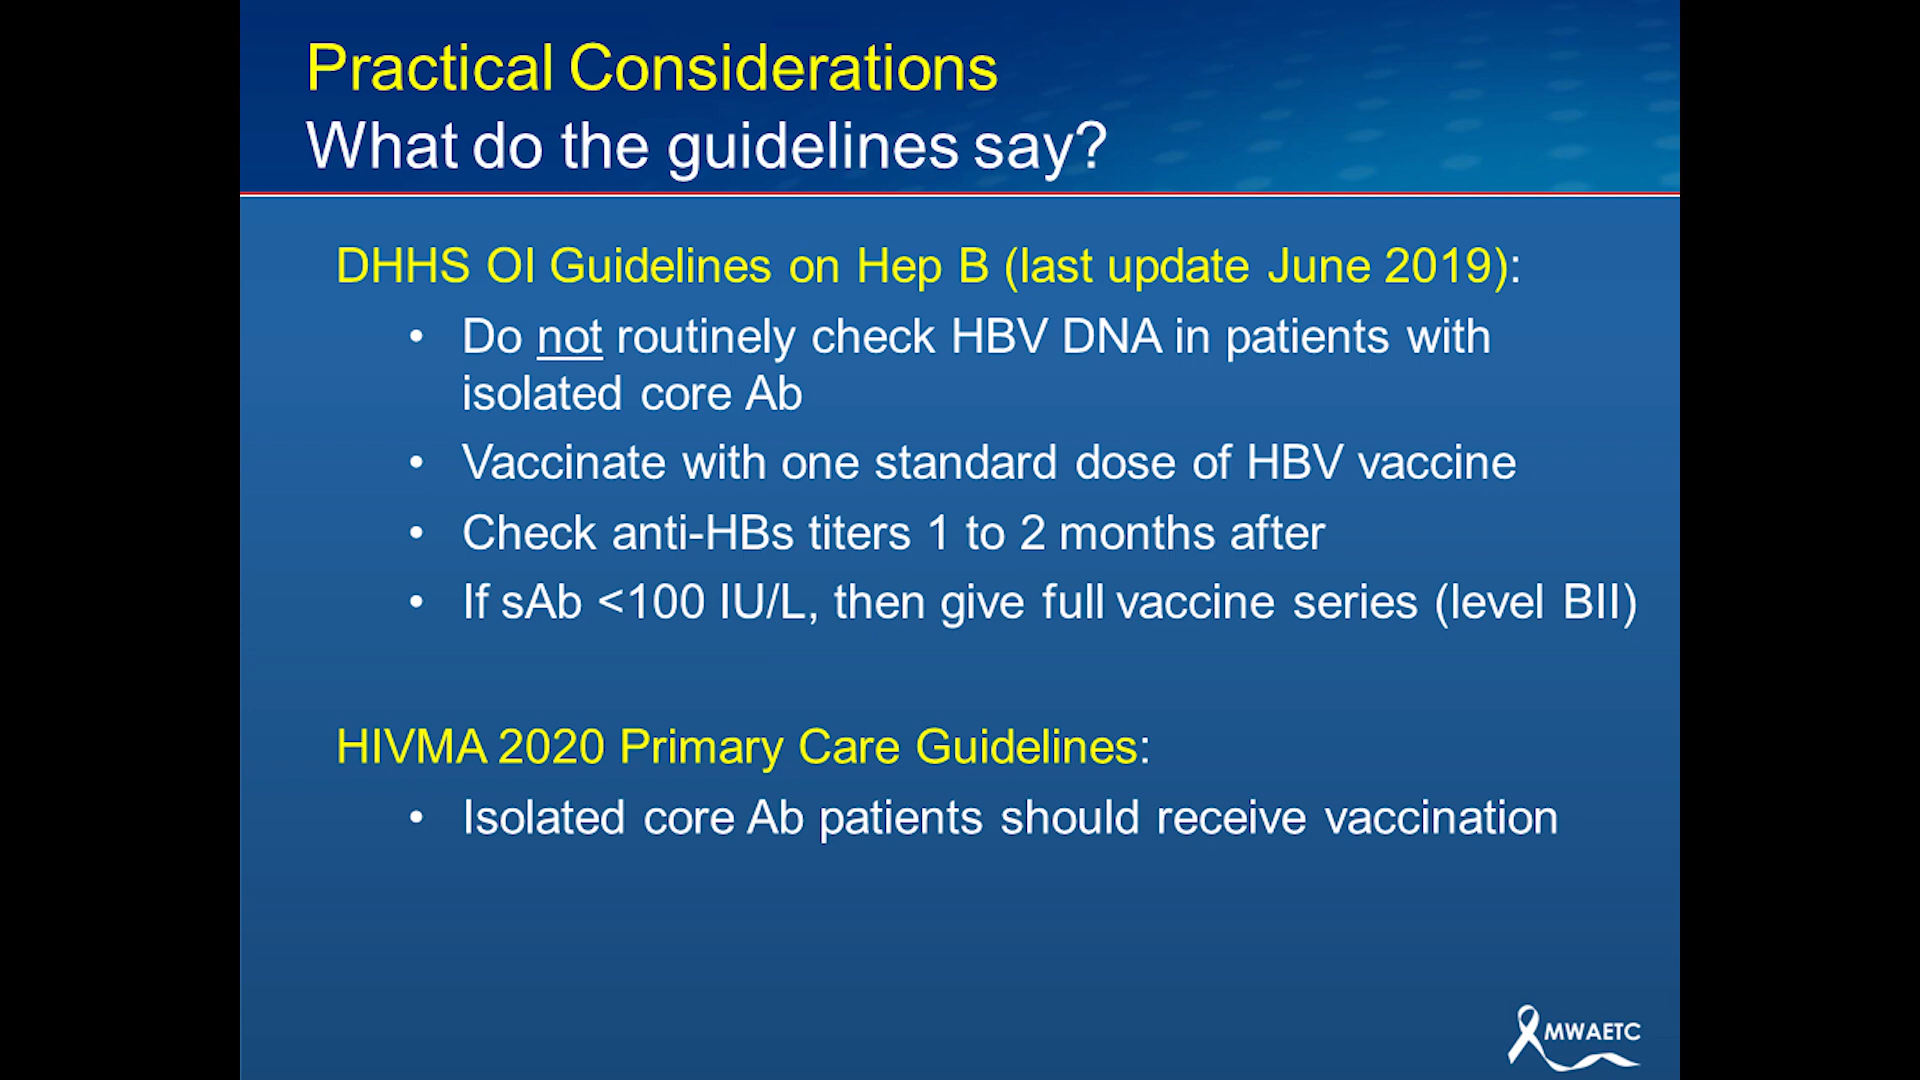 Practical Considerations
What do the guidelines say?
DHHS OI Guidelines on Hep B (last update June 2019):
• Do not routinely check HBV DNA in patients with
isolated core Ab
• Vaccinate with one standard dose of HBV vaccine
• Check anti-HBs titers 1 to 2 months after
• If sAb <100 IU/L, then give full vaccine series (level BII)
HIVMA 2020 Primary Care Guidelines:
• Isolated core Ab patients should receive vaccination
MWAETC